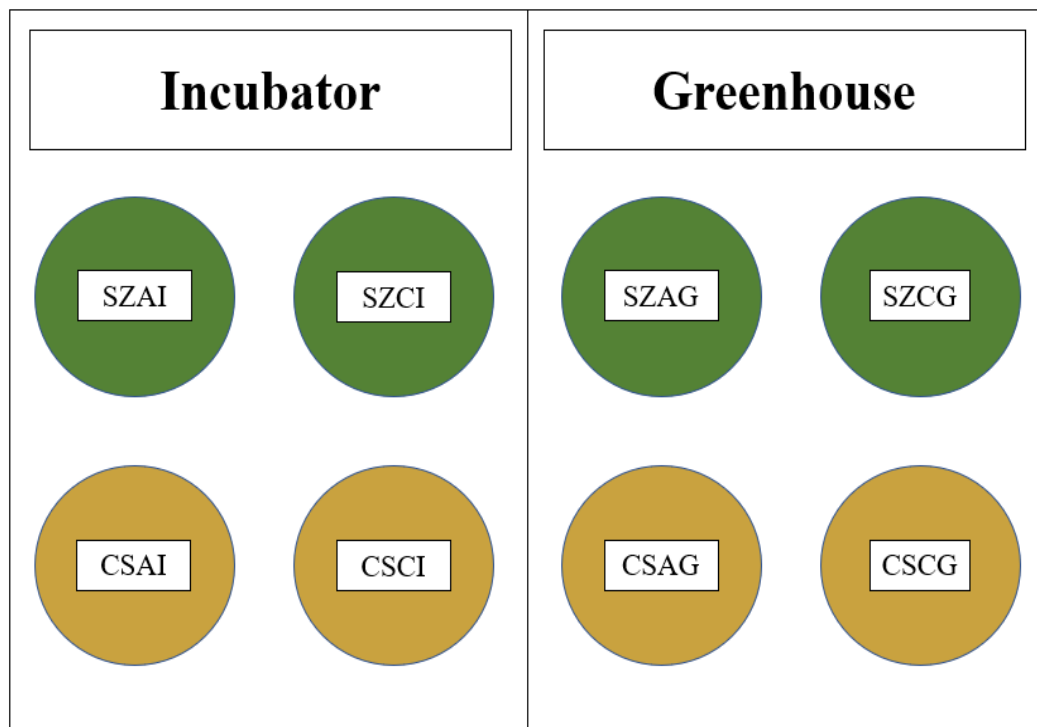 Incubator
Greenhouse
SZAI
SZCI
SZAG
SZCG
CSAI
CSCI
CSAG
CSCG